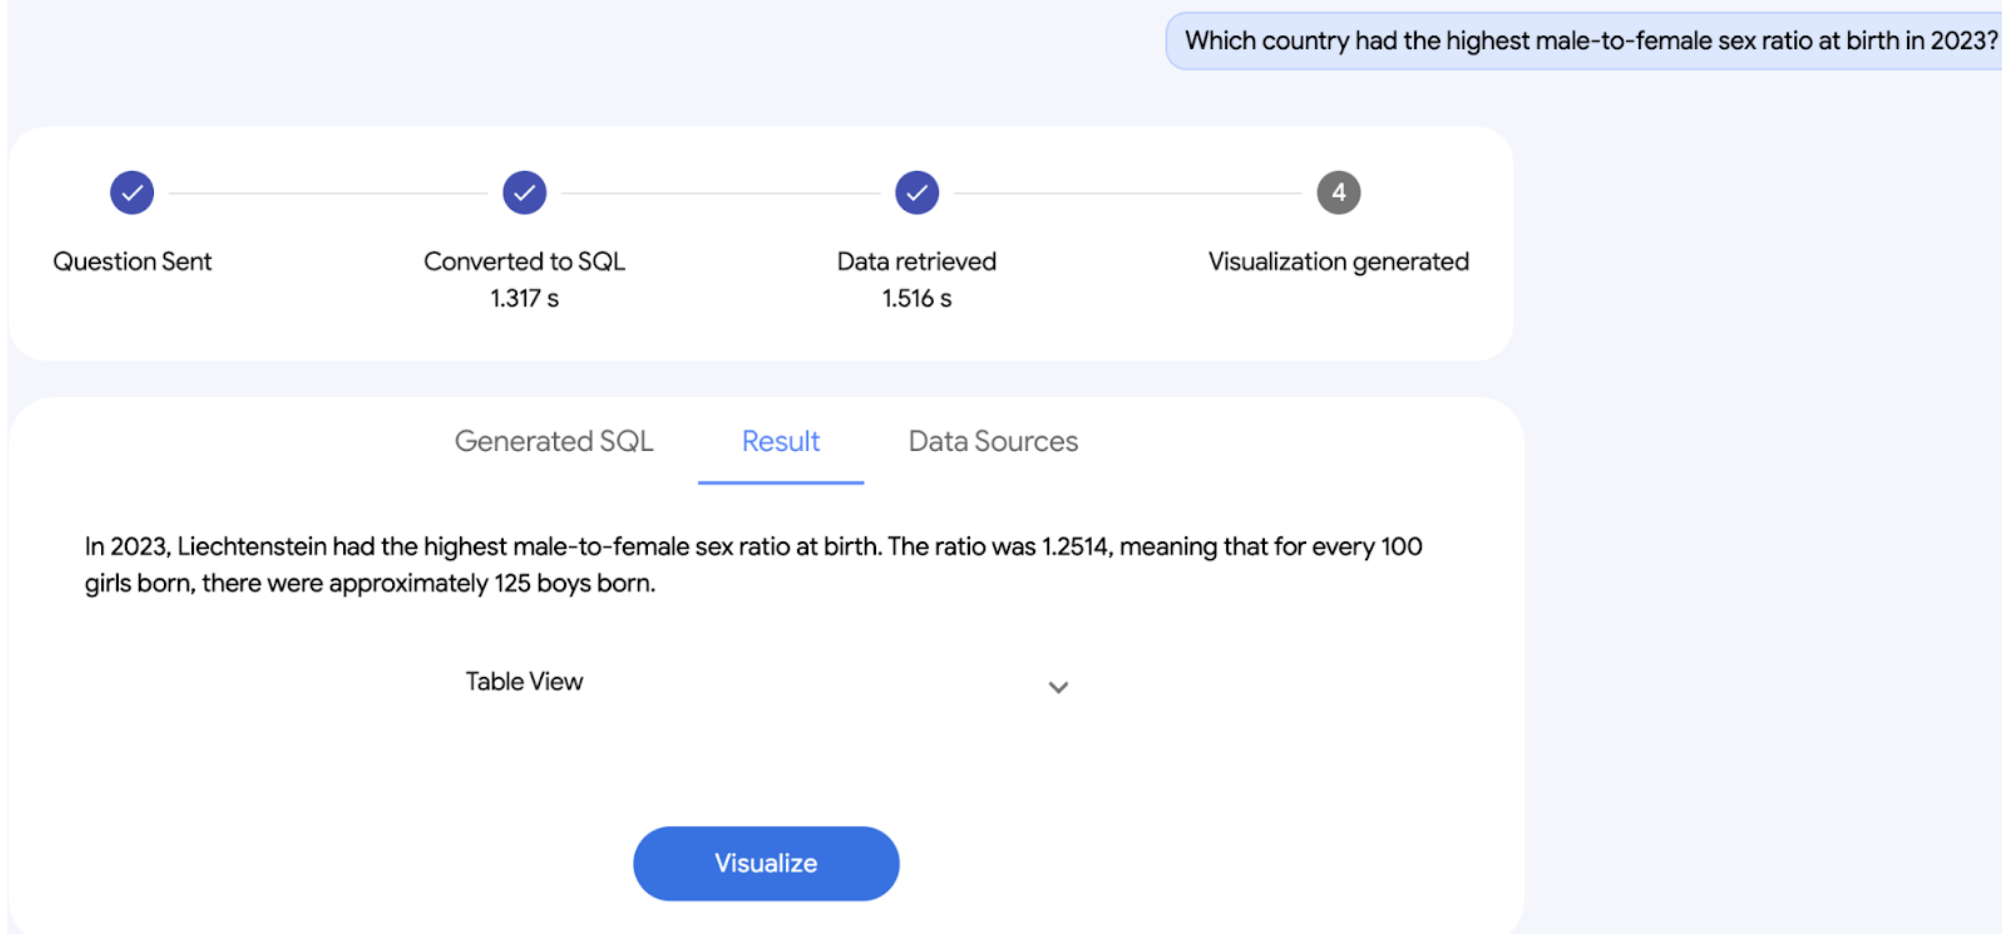 Which country had the highest male-to-female sex ratio at birth in 2023?
4
Question Sent
Converted to SQL
1.317 s
Data retrieved
1.516 s
Visualization generated
Generated SQL
Result
Data Sources
In 2023, Liechtenstein had the highest male-to-female sex ratio at birth. The ratio was 1.2514, meaning that for every 100
girls born, there were approximately 125 boys born.
Table View
Visualize